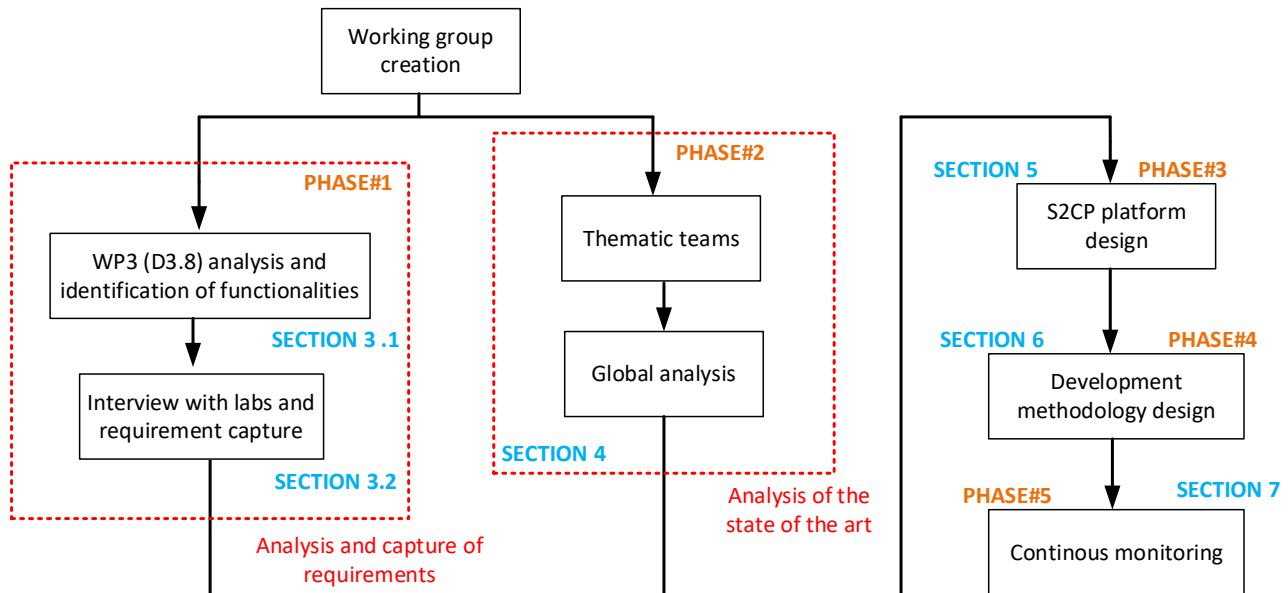 Working group
creation
PHASE#1
WP3 (D3.8) analysis and
identification of functionalities
SECTION 3 .1
Interview with labs and
requirement capture
SECTION 3.2
Analysis and capture of
requirements
PHASE#2
Thematic teams
Global analysis
SECTION 4
Analysis of the
state of the art
SECTION 5
PHASE#3
S2CP platform
design
SECTION 6
PHASE#4
Development
methodology design
PHASE#5
SECTION 7
Continous monitoring